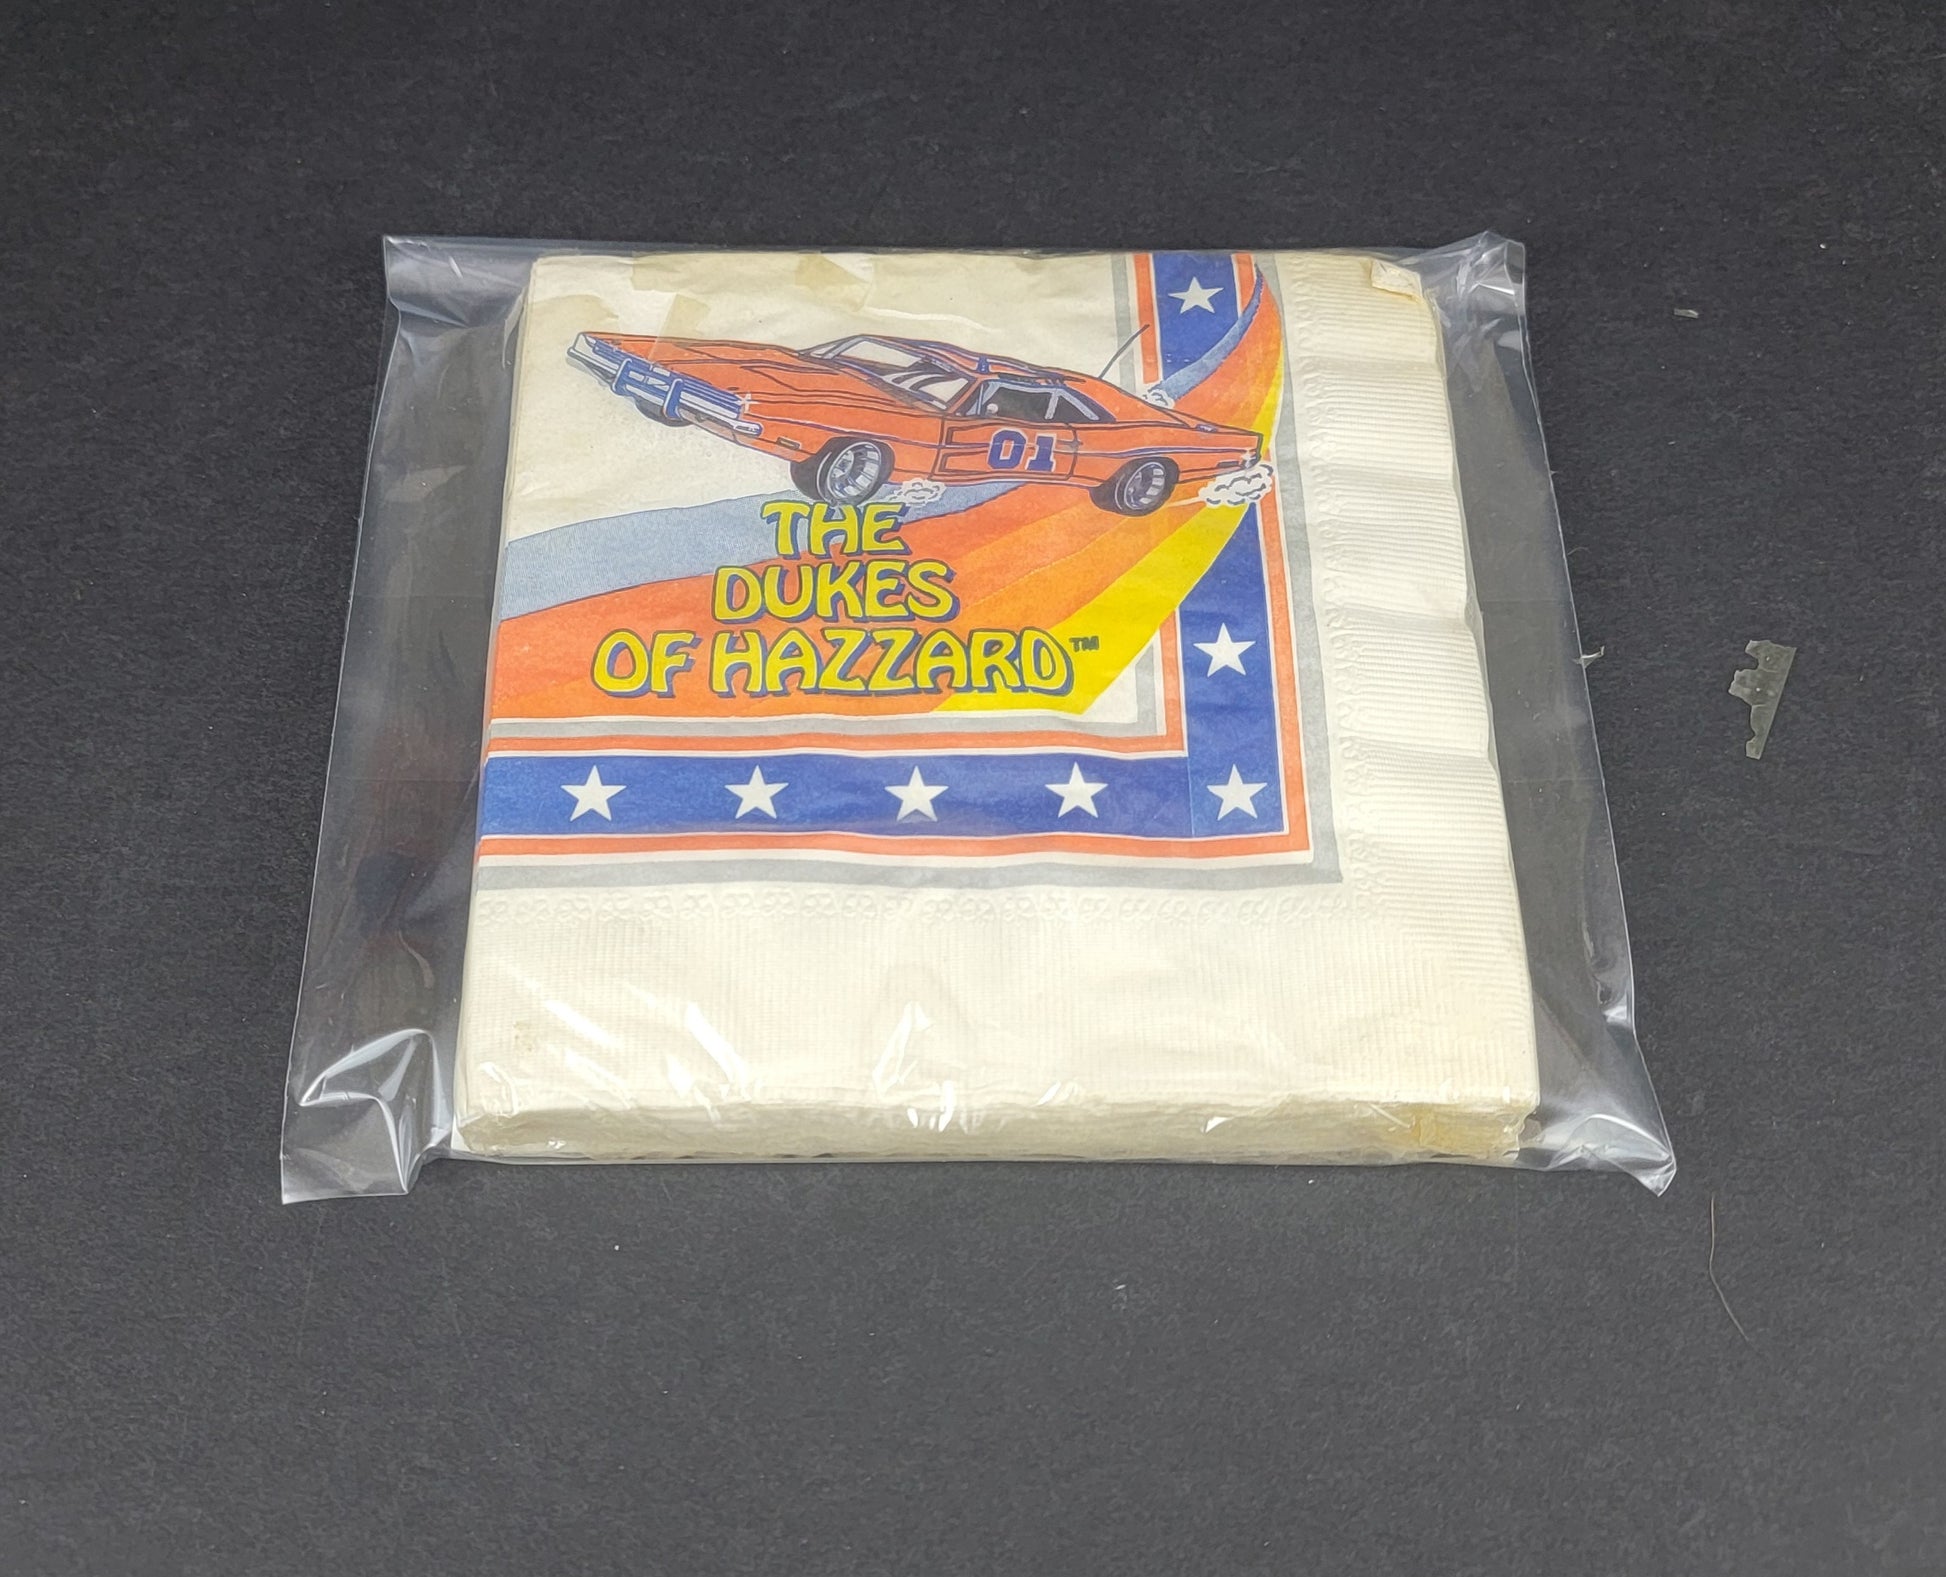 01
THE
DUKES
OF HAZZARD™